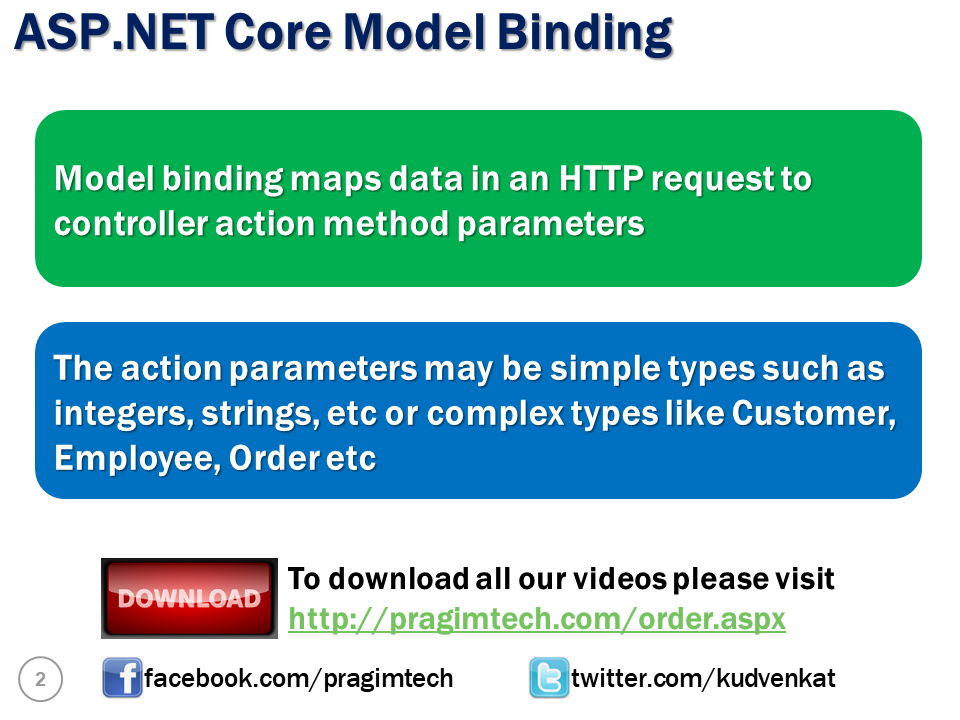 ASP.NET Core Model Binding
Model binding maps data in an HTTP request to
controller action method parameters
The action parameters may be simple types such as
integers, strings, etc or complex types like Customer,
Employee, Order etc
DOWNLOAD
To download all our videos please visit
http://pragimtech.com/order.aspx
2
facebook.com/pragimtech
twitter.com/kudvenkat